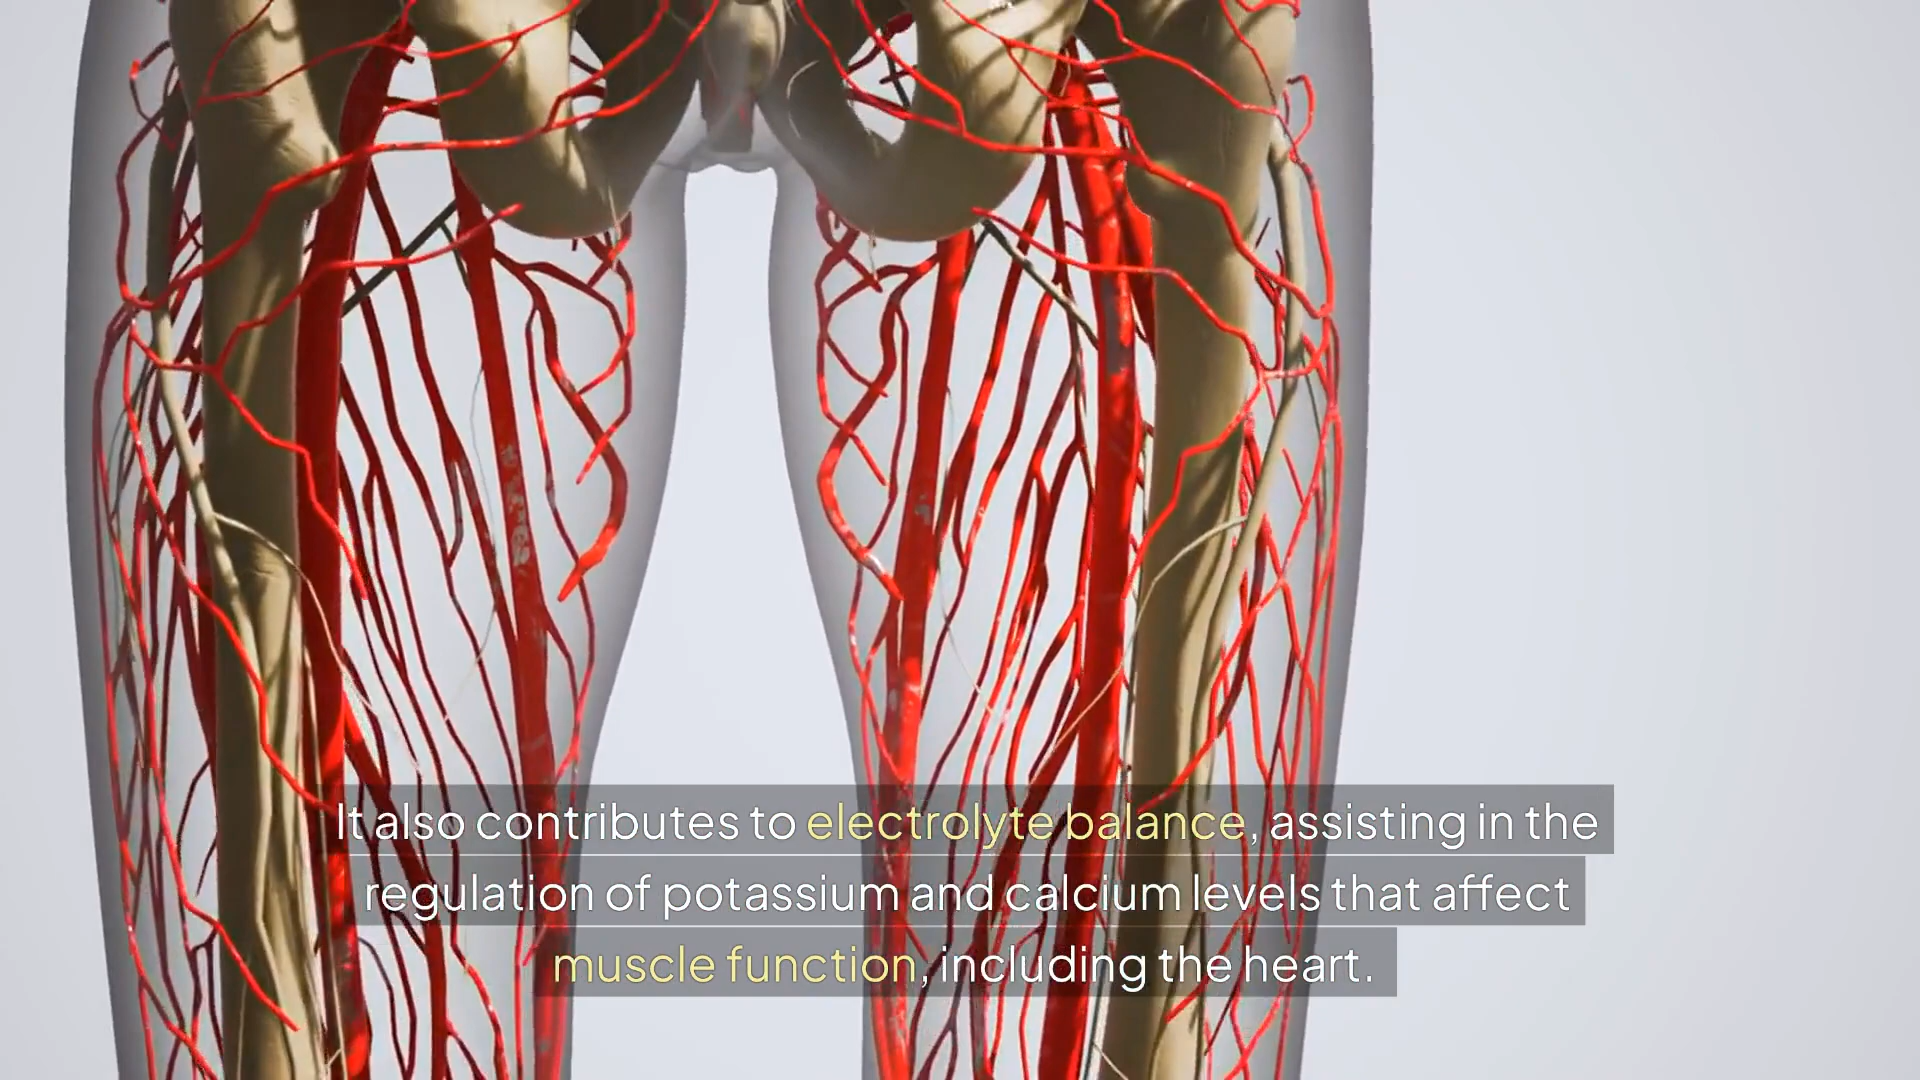 It also contributes to electrolyte balance, assisting in the
regulation of potassium and calcium levels that affect
muscle function, including the heart.